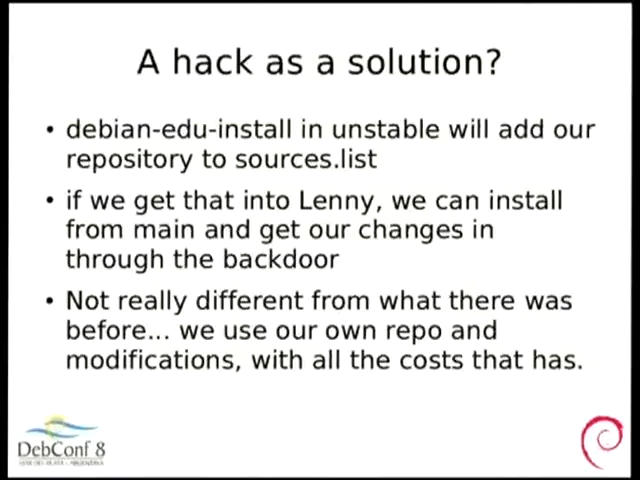 A hack as a solution?
• debian-edu-install in unstable will add our
repository to sources.list
• if we get that into Lenny, we can install
from main and get our changes in
through the backdoor
• Not really different from what there was
before... we use our own repo and
modifications, with all the costs that has.
DebConf 8